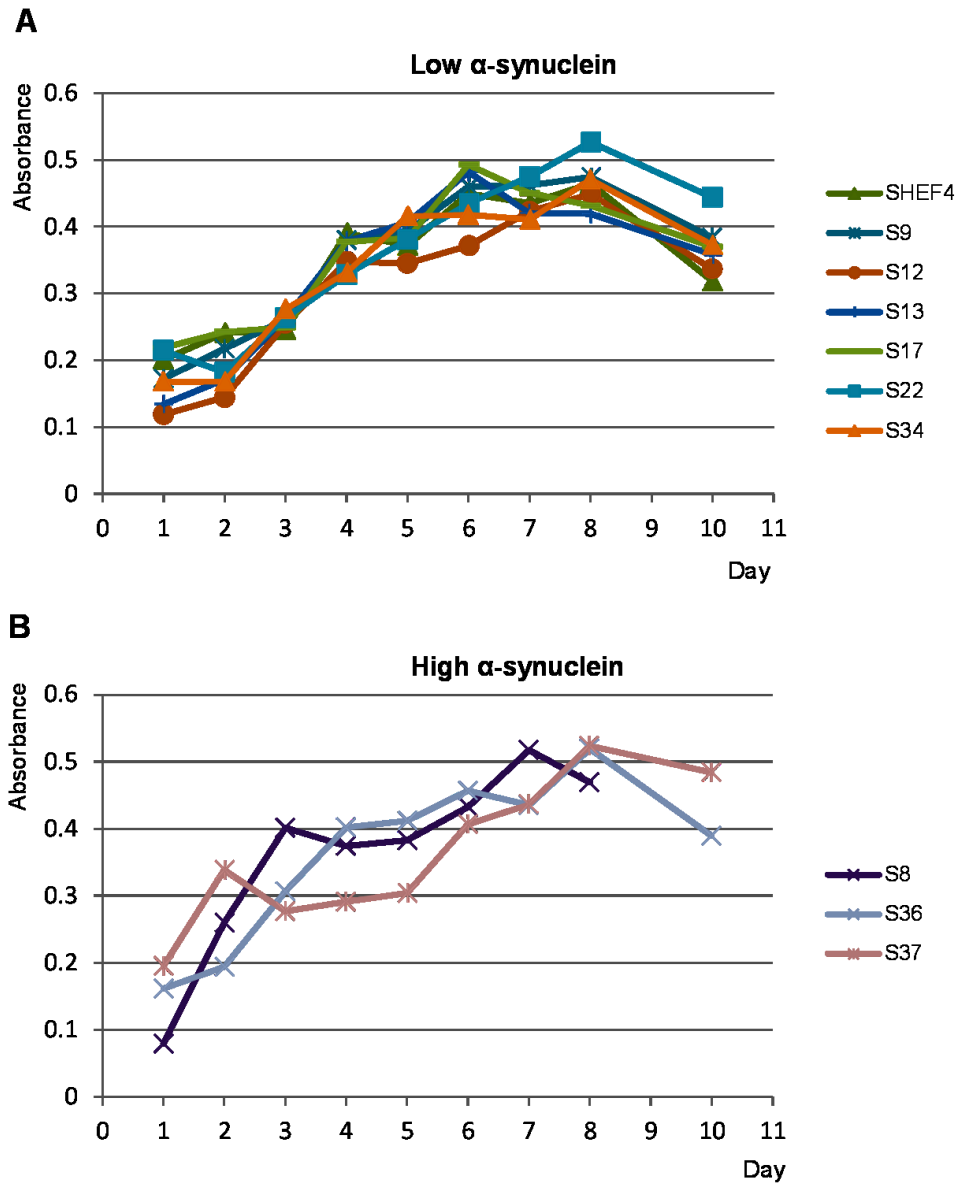 A
Low α-synuclein
Absorbance
0.6
0.5
0.4
0.3
0.2
0.1
0
0 1 2 3 4 5 6 7 8 9 10 11
Day
SHEF4
S9
S12
S13
S17
S22
S34
B
High α-synuclein
Absorbance
0.6
0.5
0.4
0.3
0.2
0.1
0
0 1 2 3 4 5 6 7 8 9 10 11
Day
S8
S36
S37